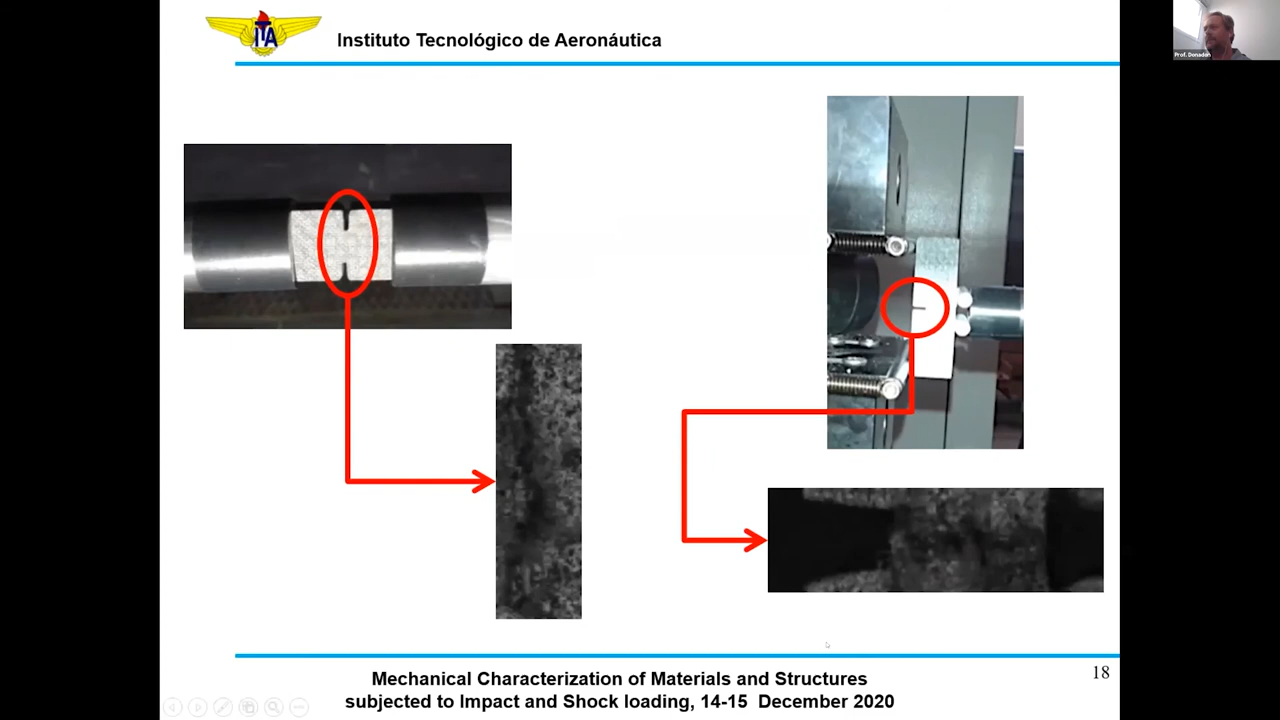 ITA
Instituto Tecnológico de Aeronáutica
Prof. Donadon
Mechanical Characterization of Materials and Structures
subjected to Impact and Shock loading, 14-15 December 2020
18